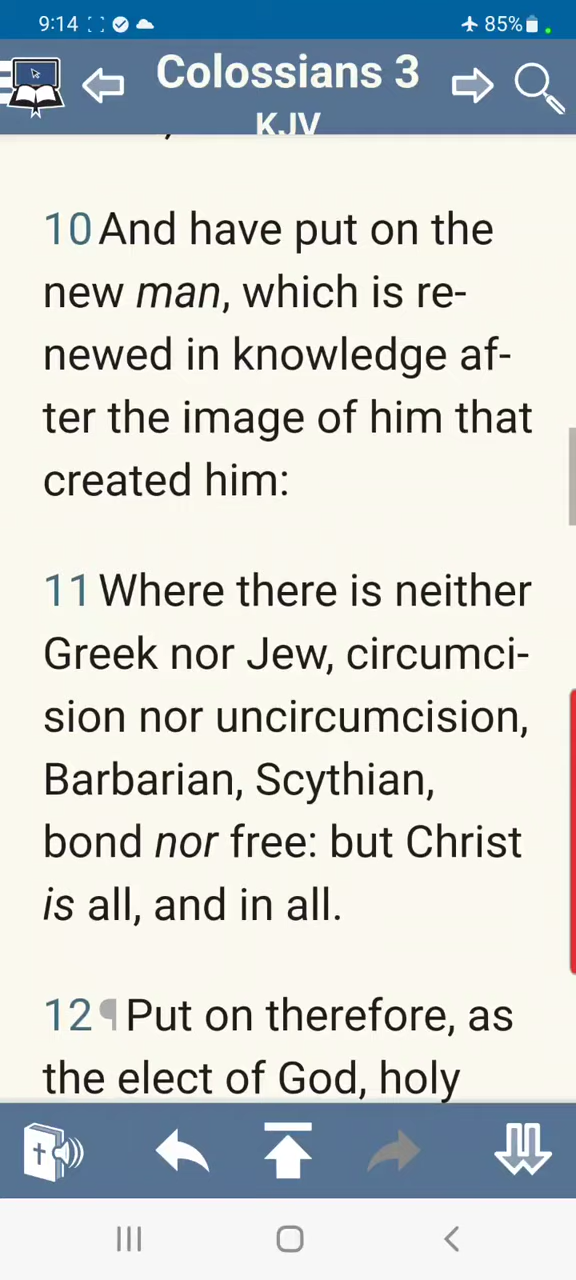 9:14 85%
Colossians 3
KJV
10 And have put on the
new man, which is re-
newed in knowledge af-
ter the image of him that
created him:
11 Where there is neither
Greek nor Jew, circumci-
sion nor uncircumcision,
Barbarian, Scythian,
bond nor free: but Christ
is all, and in all.
12 ¶ Put on therefore, as
the elect of God, holy